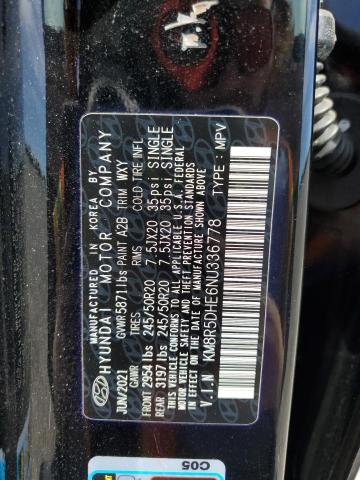 MANUFACTURED IN KOREA BY
HYUNDAI MOTOR COMPANY
GVWR 5871lbs PAINT A2B TRIM WXY
JUN/2021 GAWR TIRES RIMS COLD TIRE INFL.
FRONT 2954 lbs 245/50R20 7.5JX20 35psi SINGLE
REAR 3197 lbs 245/50R20 7.5JX20 35psi SINGLE
THIS VEHICLE CONFORMS TO ALL APPLICABLE U.S.A. FEDERAL
MOTOR VEHICLE SAFETY, BUMPER, AND THEFT PREVENTION
STANDARDS IN EFFECT ON THE DATE OF MANUFACTURE SHOWN ABOVE.
V.I.N : KM8R5DHE6NU336778 TYPE : MPV
C05